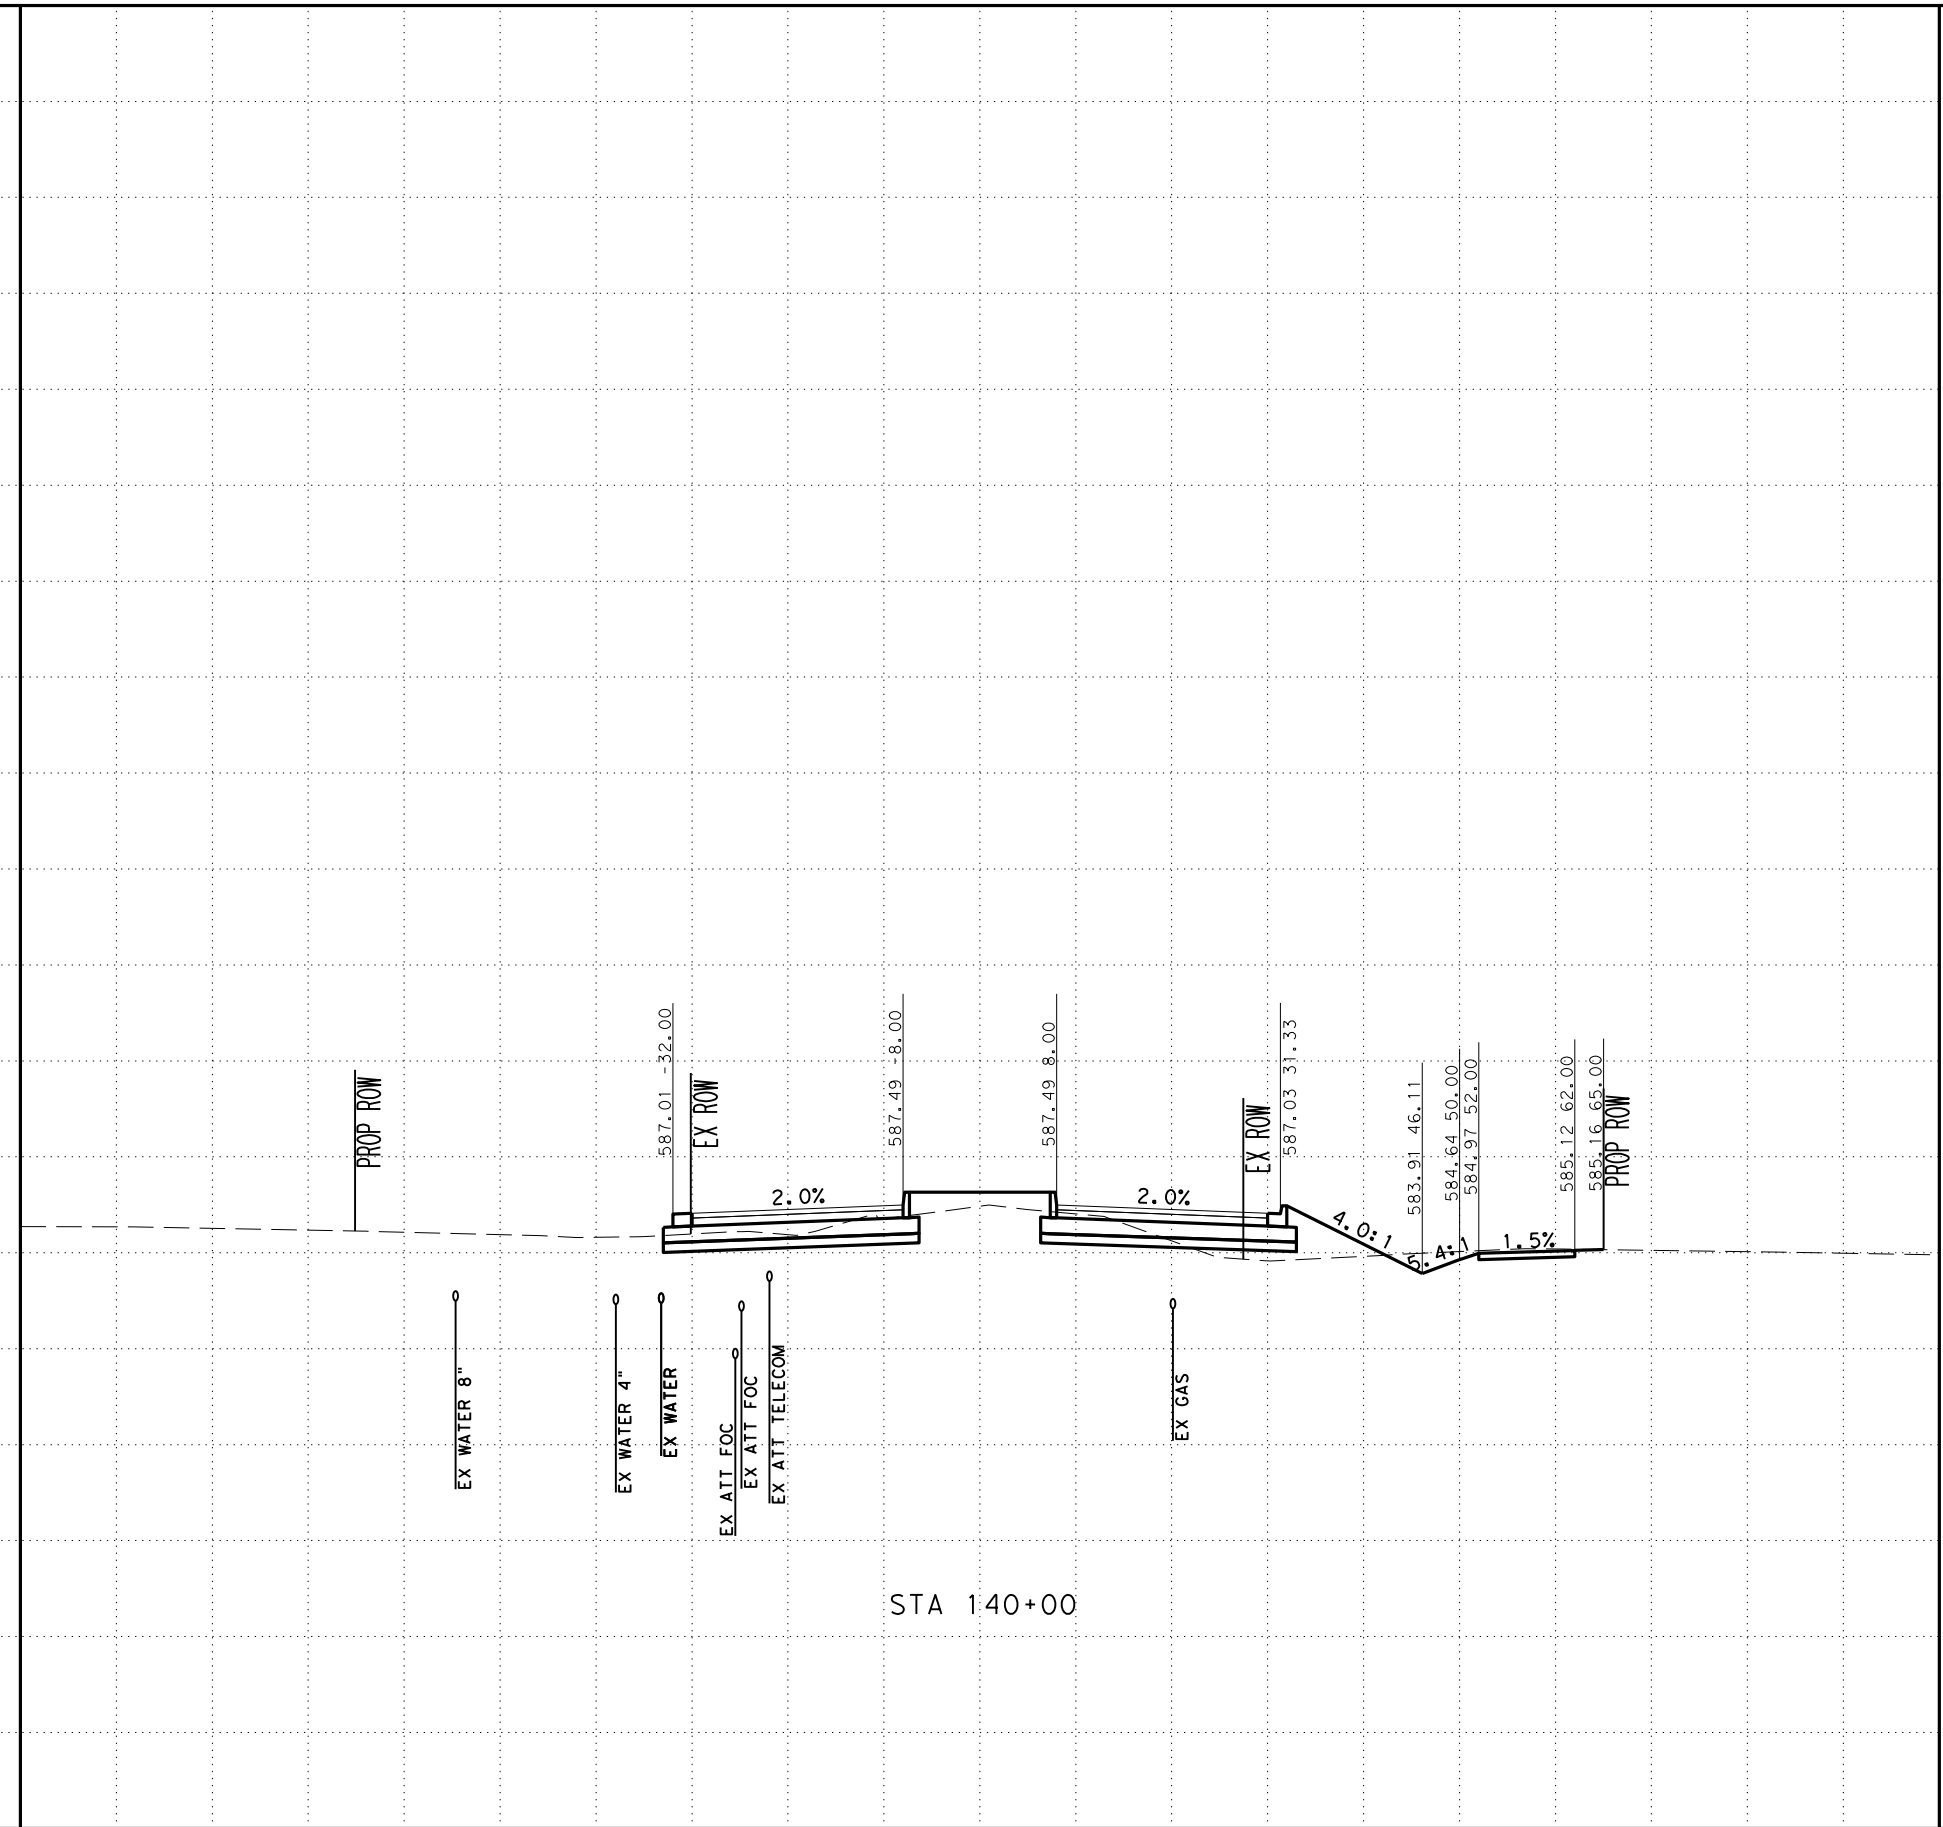 587.01 -32.00
587.49 -8.00
587.49 8.00
587.03 31.33
583.91 46.11
584.64 50.00
584.97 52.00
585.12 62.00
585.16 65.00
PROP ROW
EX ROW
EX ROW
PROP ROW
2.0%
2.0%
4.0:1
5.4:1
1.5%
EX WATER 8"
EX WATER 4"
EX WATER
EX ATT FOC
EX ATT FOC
EX ATT TELECOM
EX GAS
STA 140+00